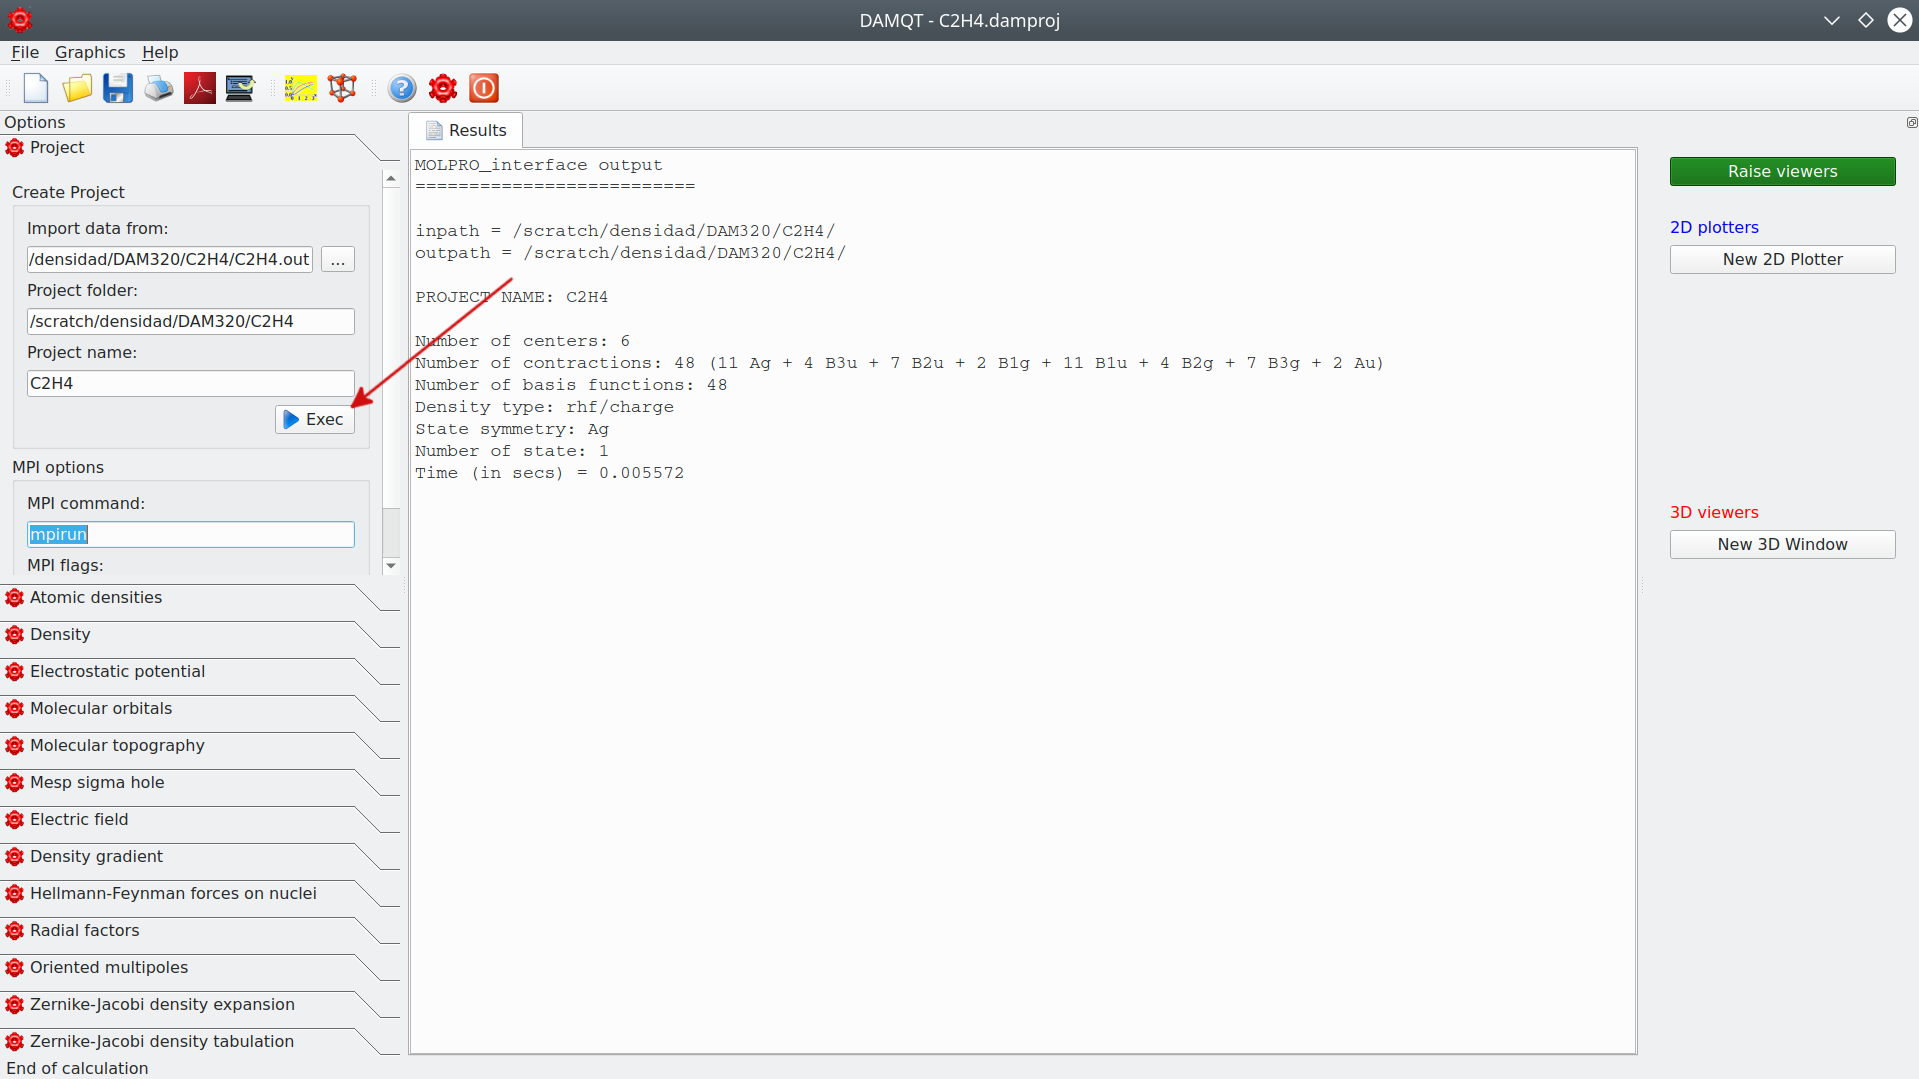 DAMQT - C2H4.damproj
File Graphics Help
Options
Project
Create Project
Import data from:
/densidad/DAM320/C2H4/C2H4.out ...
Project folder:
/scratch/densidad/DAM320/C2H4
Project name:
C2H4
Exec
MPI options
MPI command:
mpirun
MPI flags:
Atomic densities
Density
Electrostatic potential
Molecular orbitals
Molecular topography
Mesp sigma hole
Electric field
Density gradient
Hellmann-Feynman forces on nuclei
Radial factors
Oriented multipoles
Zernike-Jacobi density expansion
Zernike-Jacobi density tabulation
End of calculation
Results
MOLPRO_interface output
==========================
inpath = /scratch/densidad/DAM320/C2H4/
outpath = /scratch/densidad/DAM320/C2H4/
PROJECT NAME: C2H4
Number of centers: 6
Number of contractions: 48 (11 Ag + 4 B3u + 7 B2u + 2 B1g + 11 B1u + 4 B2g + 7 B3g + 2 Au)
Number of basis functions: 48
Density type: rhf/charge
State symmetry: Ag
Number of state: 1
Time (in secs) = 0.005572
Raise viewers
2D plotters
New 2D Plotter
3D viewers
New 3D Window